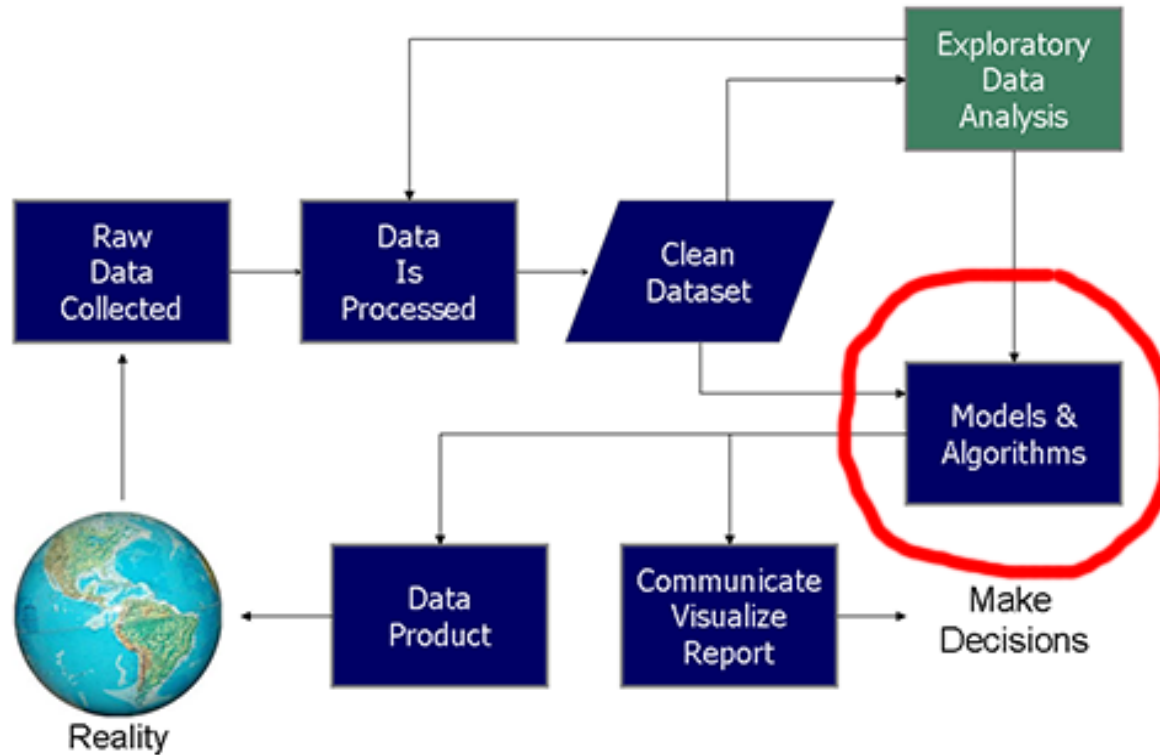 Exploratory
Data
Analysis
Raw
Data
Collected
Data
Is
Processed
Clean
Dataset
Models &
Algorithms
Data
Product
Communicate
Visualize
Report
Make
Decisions
Reality